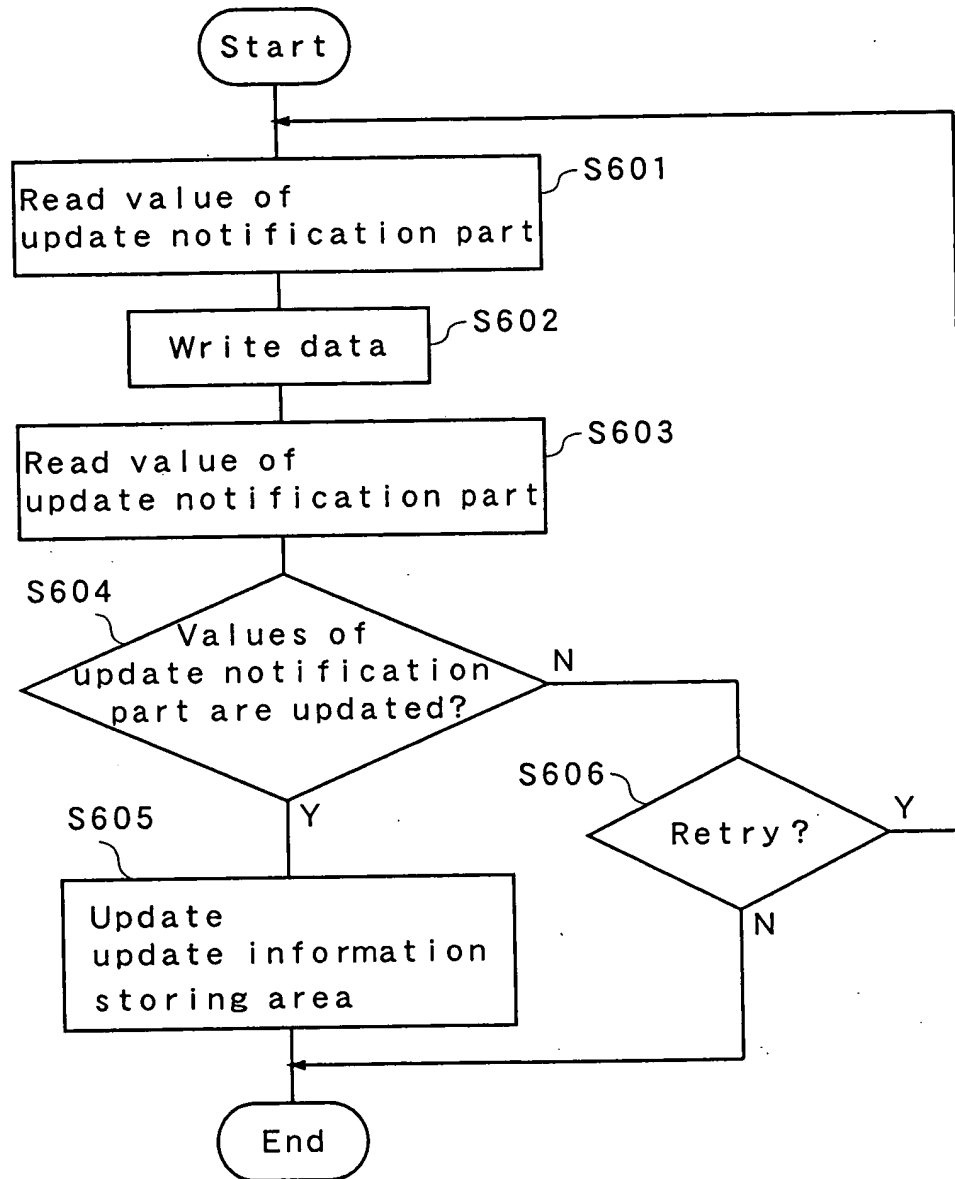 Start
Read value of
update notification part
S601
Write data
S602
Read value of
update notification part
S603
S604
Values of
update notification
part are updated?
N
Y
S606
Retry?
Y
N
S605
Update
update information
storing area
End